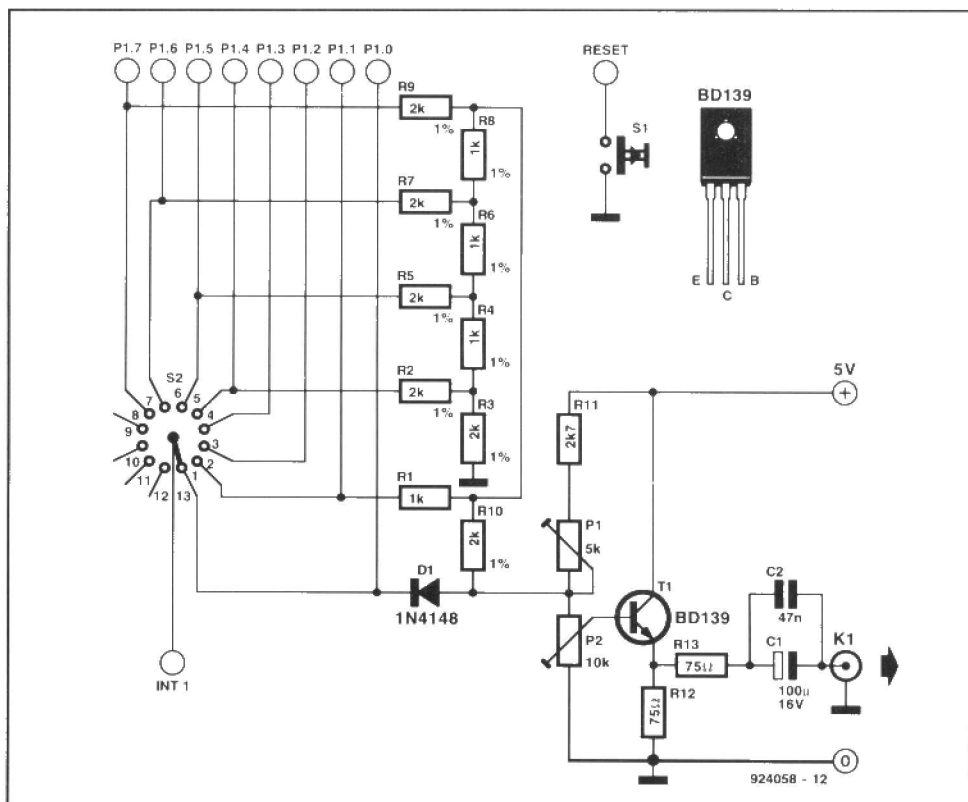 P1.7 P1.6 P1.5 P1.4 P1.3 P1.2 P1.1 P1.0
RESET
BD139
R9
2k
1%
R8
1k
1%
S1
R7
2k
1%
R6
1k
1%
E C B
R5
2k
1%
R4
1k
1%
S2
R2
2k
1%
R3
2k
1%
1 2 3 4 5 6 7 8 9 10 11 12 13
R1
1k
R10
2k
1%
5V
+
R11
2k7
P1
5k
D1
1N4148
T1
BD139
P2
10k
C2
47n
R13
75Ω
C1
100µ
16V
K1
R12
75Ω
INT 1
0
924058 - 12